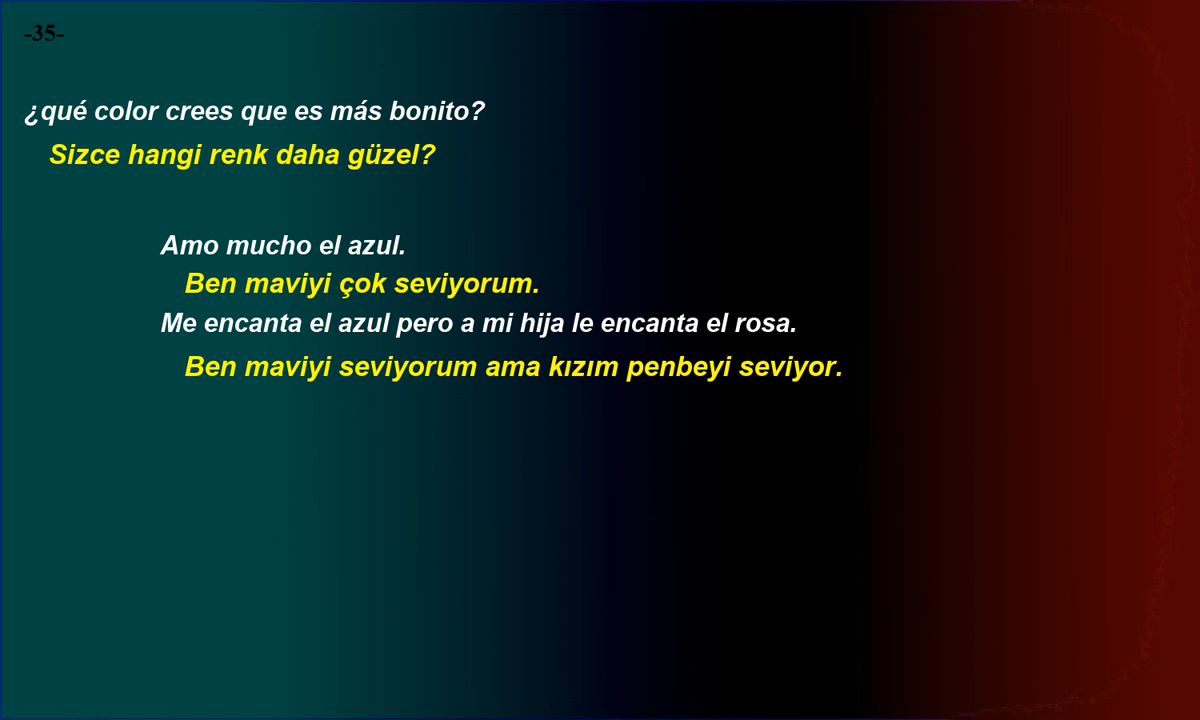 -35-
¿qué color crees que es más bonito?
Sizce hangi renk daha güzel?
Amo mucho el azul.
Ben maviyi çok seviyorum.
Me encanta el azul pero a mi hija le encanta el rosa.
Ben maviyi seviyorum ama kızım penbeyi seviyor.